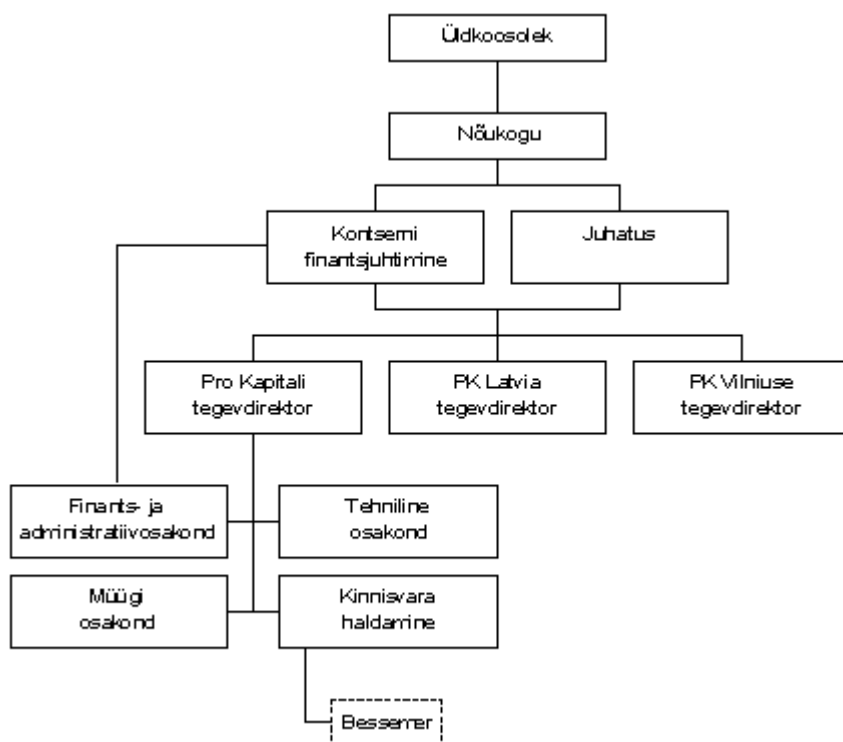 Üldkoosolek
Nõukogu
Kontserni
finantsjuhtimine
Juhatus
Pro Kapitali
tegevdirektor
PK Latvia
tegevdirektor
PK Vilniuse
tegevdirektor
Finants- ja
administratiivosakond
Tehniline
osakond
Müügi
osakond
Kinnisvara
haldamine
Bessemer